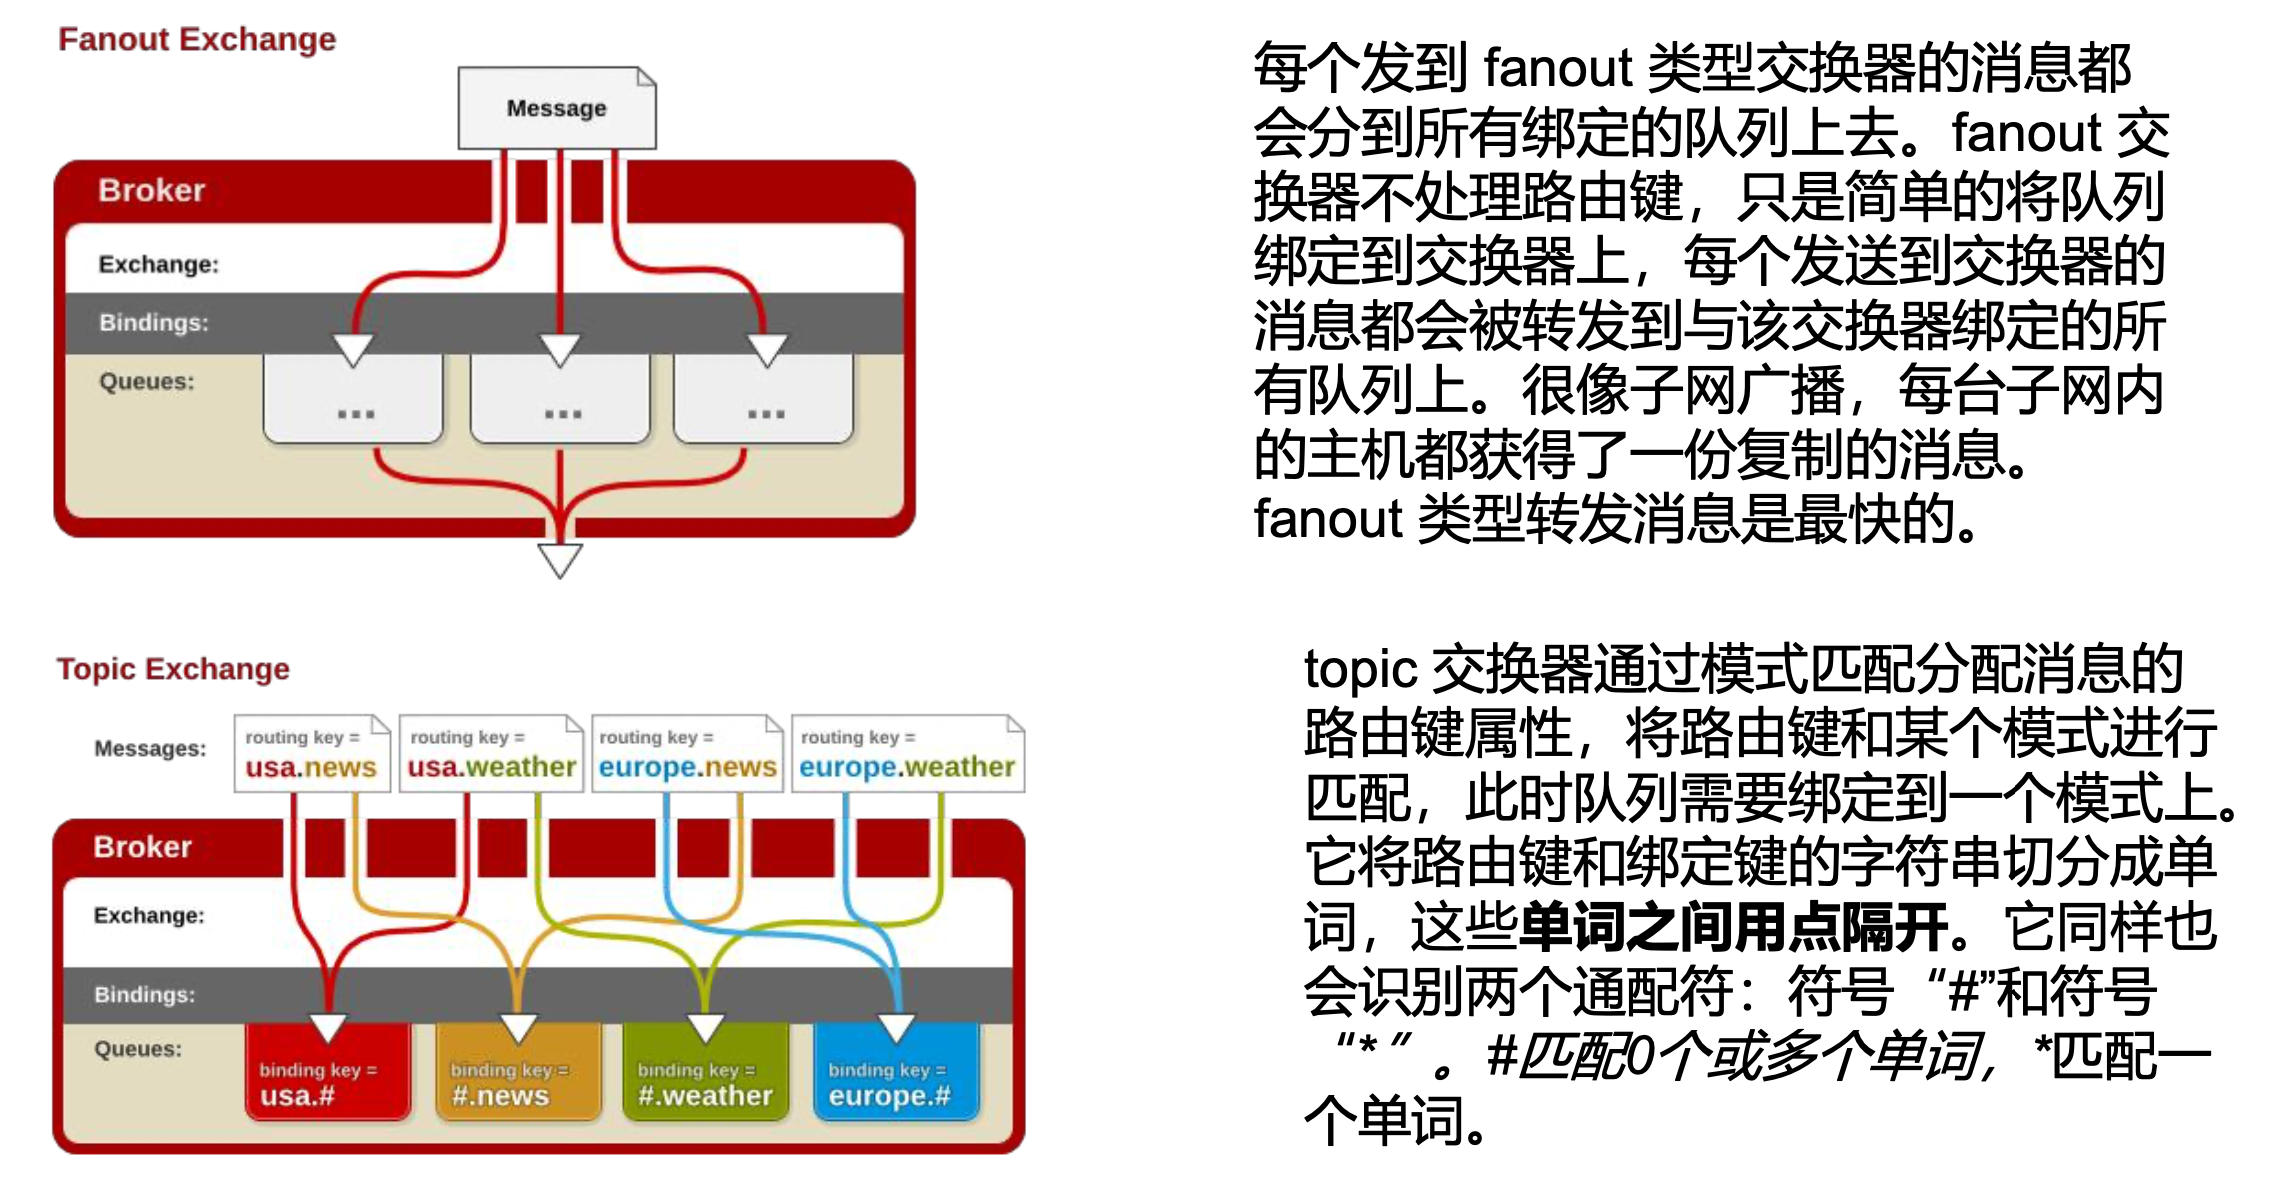 Fanout Exchange
Message
Broker
Exchange:
Bindings:
Queues:
... ... ...
每个发到 fanout 类型交换器的消息都
会分到所有绑定的队列上去。fanout 交
换器不处理路由键，只是简单的将队列
绑定到交换器上，每个发送到交换器的
消息都会被转发到与该交换器绑定的所
有队列上。很像子网广播，每台子网内
的主机都获得了一份复制的消息。
fanout 类型转发消息是最快的。
Topic Exchange
Messages:
routing key =
usa.news
routing key =
usa.weather
routing key =
europe.news
routing key =
europe.weather
Broker
Exchange:
Bindings:
Queues:
binding key =
usa.#
binding key =
#.news
binding key =
#.weather
binding key =
europe.#
topic 交换器通过模式匹配分配消息的
路由键属性，将路由键和某个模式进行
匹配，此时队列需要绑定到一个模式上。
它将路由键和绑定键的字符串切分成单
词，这些单词之间用点隔开。它同样也
会识别两个通配符：符号“#”和符号
“*”。#匹配0个或多个单词，*匹配一
个单词。